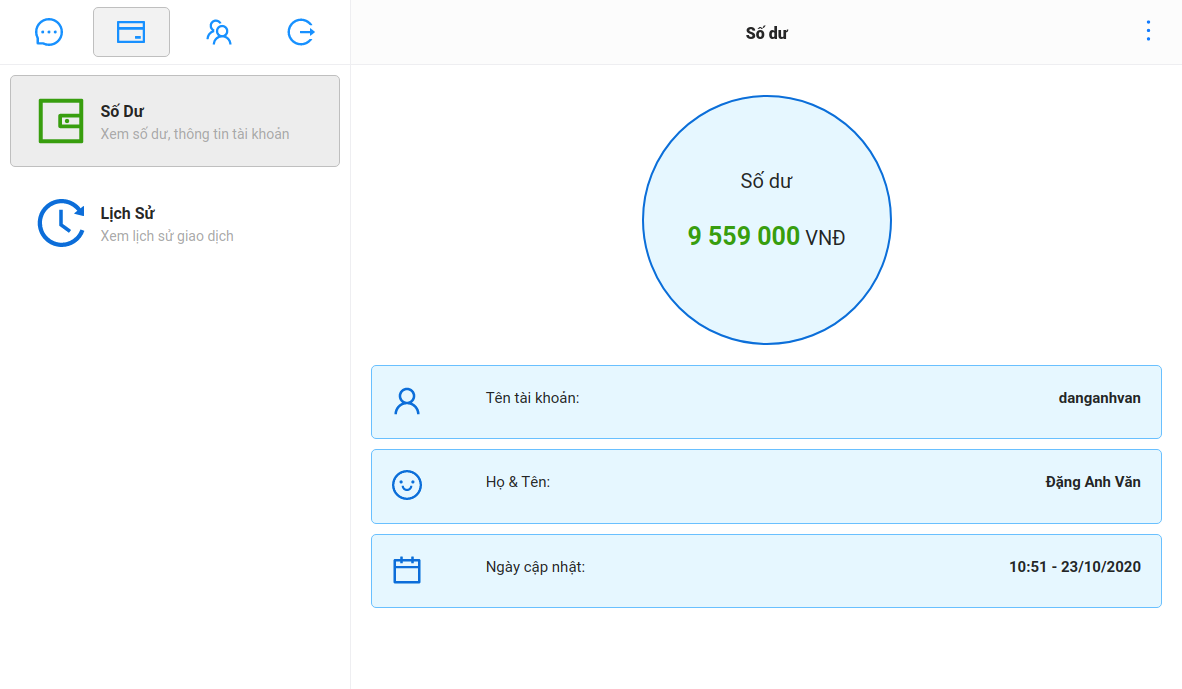 Số dư
Số Dư
Xem số dư, thông tin tài khoản
Lịch Sử
Xem lịch sử giao dịch
Số dư
9 559 000 VNĐ
Tên tài khoản: danganhvan
Họ & Tên: Đặng Anh Văn
Ngày cập nhật: 10:51 - 23/10/2020